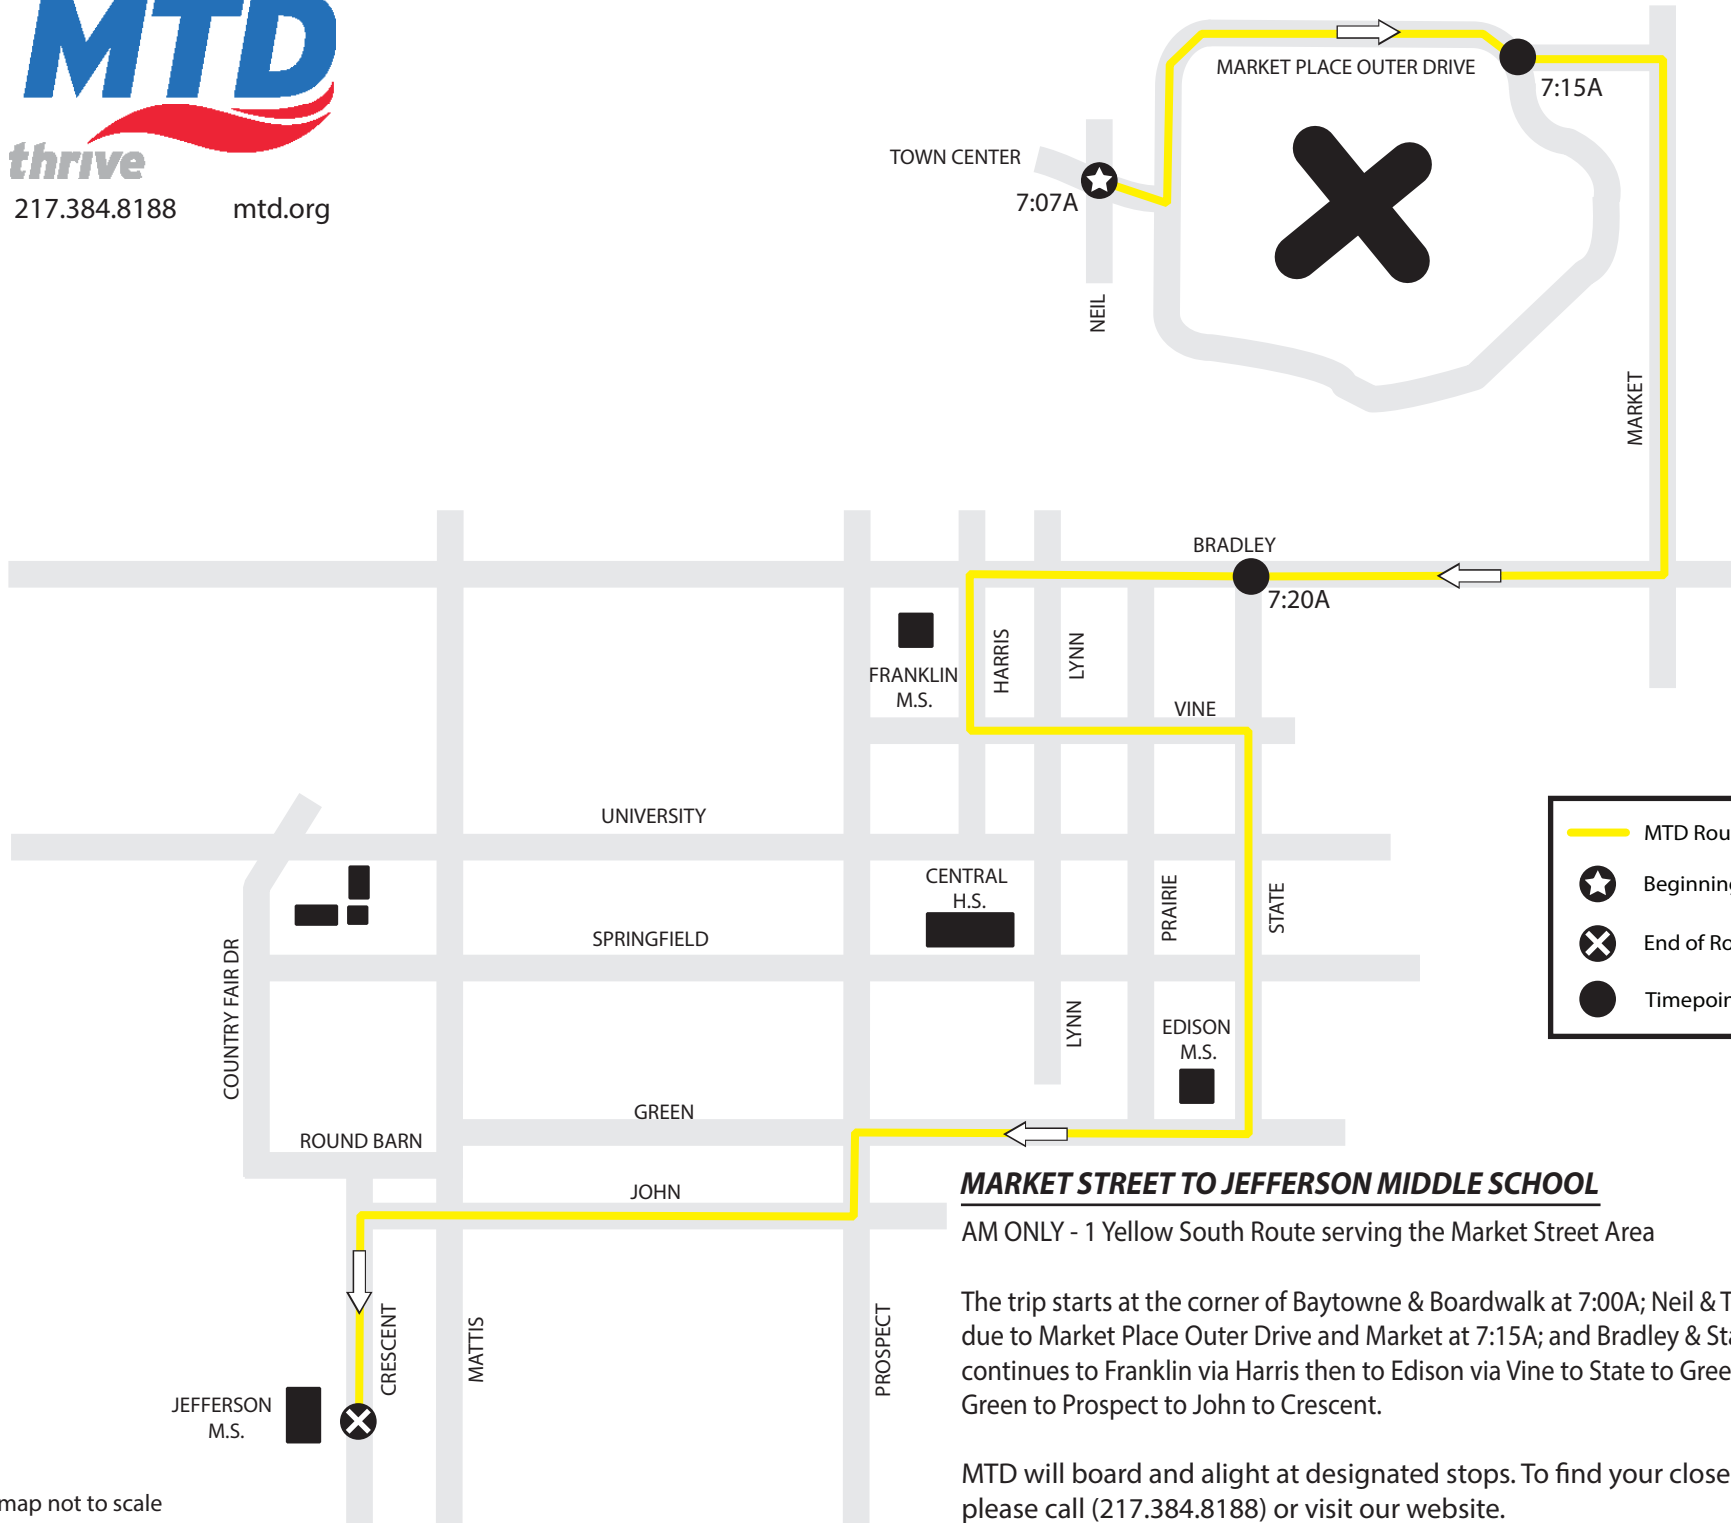 MTD
thrive
217.384.8188 mtd.org
MARKET PLACE OUTER DRIVE
7:15A
TOWN CENTER
7:07A
NEIL
MARKET
BRADLEY
7:20A
HARRIS
LYNN
FRANKLIN
M.S.
VINE
UNIVERSITY
CENTRAL
H.S.
PRAIRIE
STATE
SPRINGFIELD
COUNTRY FAIR DR
LYNN
EDISON
M.S.
GREEN
ROUND BARN
JOHN
CRESCENT
MATTIS
PROSPECT
JEFFERSON
M.S.
map not to scale
MTD Rou
Beginning
End of Ro
Timepoin
MARKET STREET TO JEFFERSON MIDDLE SCHOOL
AM ONLY - 1 Yellow South Route serving the Market Street Area
The trip starts at the corner of Baytowne & Boardwalk at 7:00A; Neil & T
due to Market Place Outer Drive and Market at 7:15A; and Bradley & Sta
continues to Franklin via Harris then to Edison via Vine to State to Gree
Green to Prospect to John to Crescent.
MTD will board and alight at designated stops. To find your close
please call (217.384.8188) or visit our website.